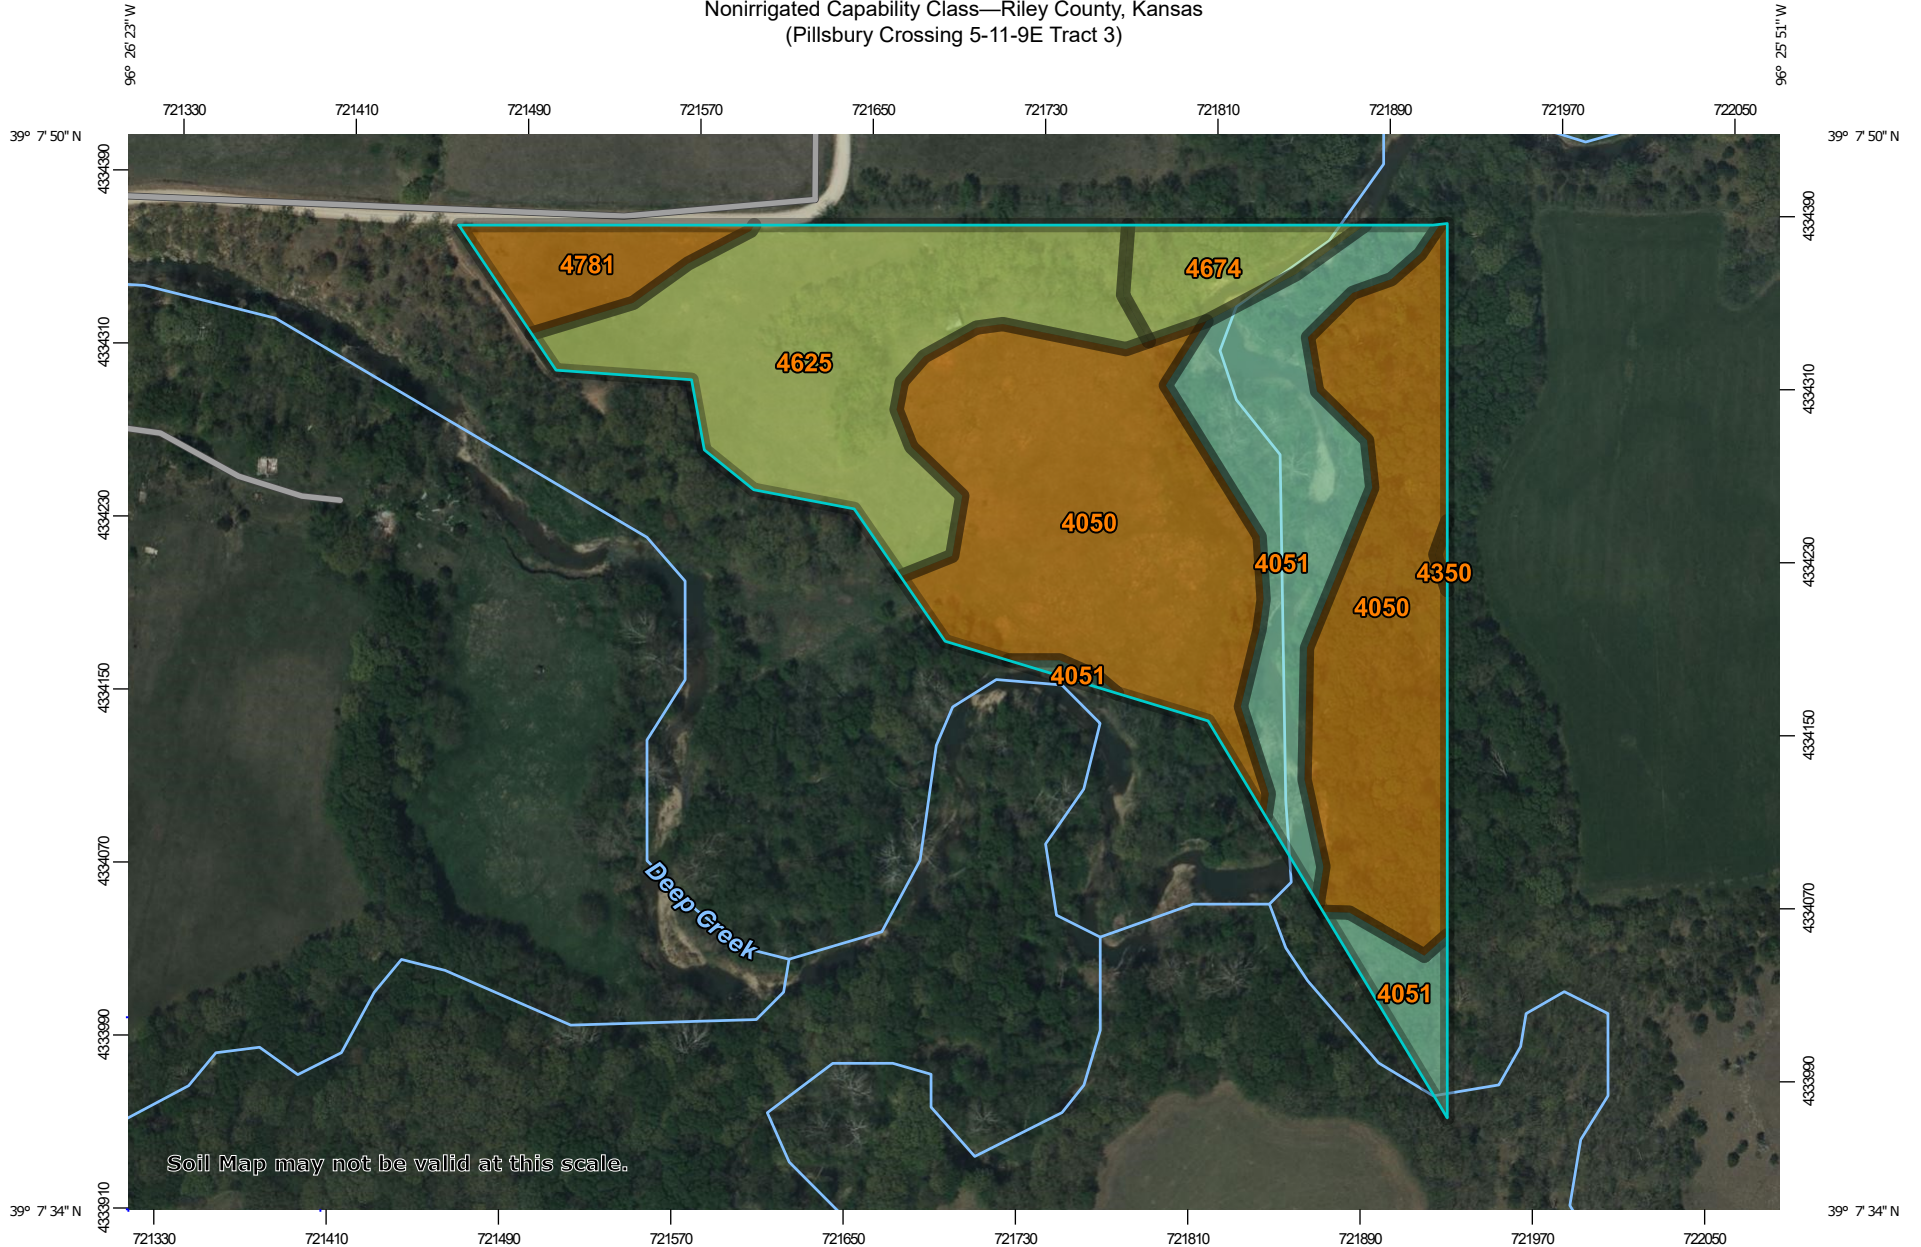 Nonirrigated Capability Class—Riley County, Kansas
(Pillsbury Crossing 5-11-9E Tract 3)
96° 26' 23'' W
96° 25' 51'' W
721330 721410 721490 721570 721650 721730 721810 721890 721970 722050
39° 7' 50'' N
39° 7' 50'' N
4334390
4334390
4781
4674
4334310
4625
4334310
4334230
4050
4051
4334230
4350
4050
4051
4334150
4334150
4334070
Deep Creek
4334070
4051
4333990
4333990
Soil Map may not be valid at this scale.
4333910
39° 7' 34'' N
39° 7' 34'' N
721330 721410 721490 721570 721650 721730 721810 721890 721970 722050